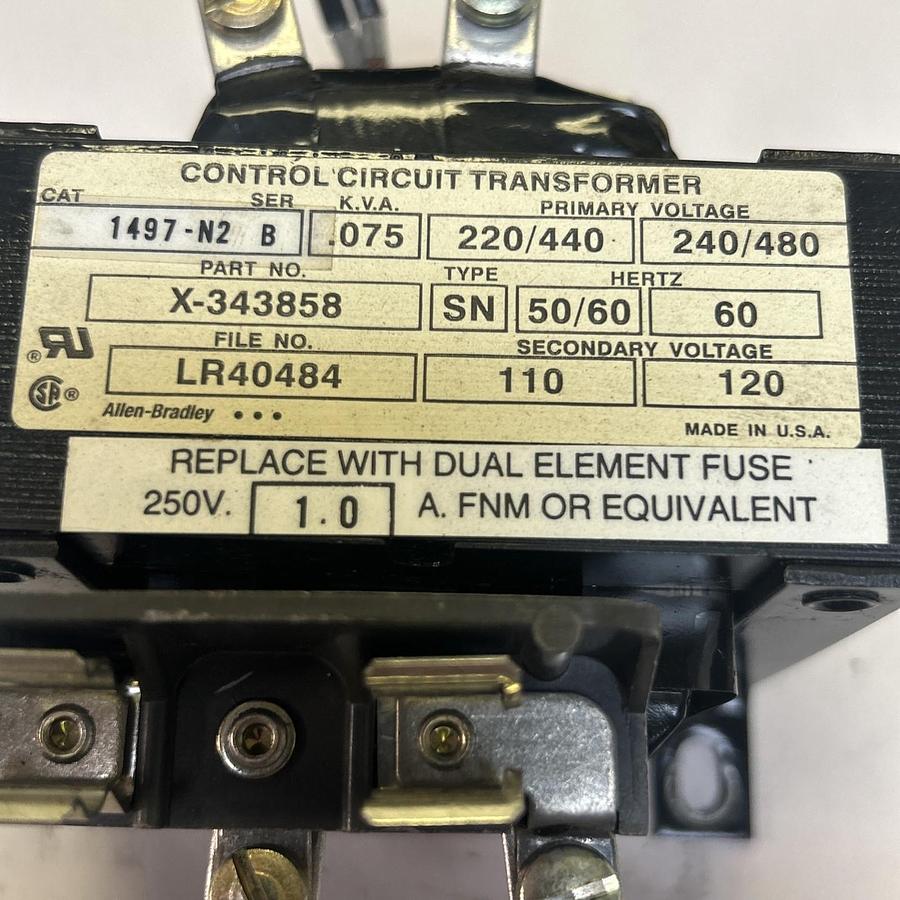 CONTROL CIRCUIT TRANSFORMER
CAT SER K.V.A. PRIMARY VOLTAGE
1497-N2 B .075 220/440 240/480
PART NO. TYPE HERTZ
X-343858 SN 50/60 60
FILE NO. SECONDARY VOLTAGE
LR40484 110 120
Allen-Bradley • • • MADE IN U.S.A.
REPLACE WITH DUAL ELEMENT FUSE
250V. 1.0 A. FNM OR EQUIVALENT